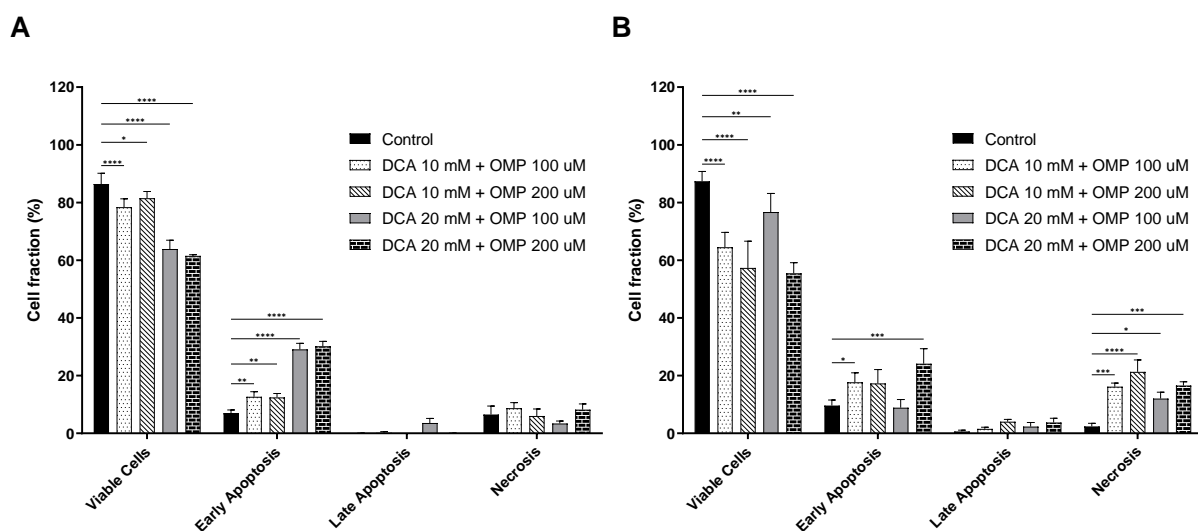 A
120
100
80
60
40
20
0
Cell fraction (%)
****
****
*
****
****
****
**
**
Control
DCA 10 mM + OMP 100 uM
DCA 10 mM + OMP 200 uM
DCA 20 mM + OMP 100 uM
DCA 20 mM + OMP 200 uM
Viable Cells
Early Apoptosis
Late Apoptosis
Necrosis
B
120
100
80
60
40
20
0
Cell fraction (%)
****
**
****
****
***
*
***
*
****
***
Control
DCA 10 mM + OMP 100 uM
DCA 10 mM + OMP 200 uM
DCA 20 mM + OMP 100 uM
DCA 20 mM + OMP 200 uM
Viable Cells
Early Apoptosis
Late Apoptosis
Necrosis